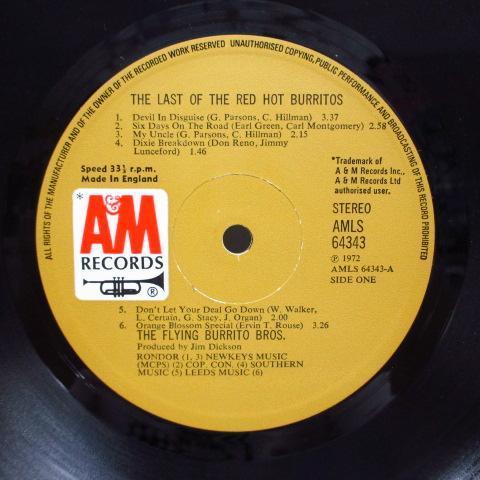 ALL RIGHTS OF THE MANUFACTURER AND OF THE OWNER OF THE RECORDED WORK RESERVED UNAUTHORISED COPYING, PUBLIC PERFORMANCE AND BROADCASTING OF THIS RECORD PROHIBITED
THE LAST OF THE RED HOT BURRITOS
1. Devil In Disguise (G. Parsons, C. Hillman) 3.37
2. Six Days On The Road (Earl Green, Carl Montgomery) 2.58
3. My Uncle (G. Parsons, C. Hillman) 2.15
4. Dixie Breakdown (Don Reno, Jimmy
Lunceford) 1.46
Speed 33⅓ r.p.m.
Made In England
*Trademark of
A & M Records Inc.,
A & M Records Ltd
authorised user.
*
A&M
RECORDS
®
STEREO
AMLS
64343
℗ 1972
AMLS 64343-A
SIDE ONE
5. Don't Let Your Deal Go Down (W. Walker,
L. Certain, G. Stacy, J. Organ) 2.00
6. Orange Blossom Special (Ervin T. Rouse) 3.26
THE FLYING BURRITO BROS.
Produced by Jim Dickson
RONDOR (1, 3) NEWKEYS MUSIC
(MCPS) (2) COP. CON. (4) SOUTHERN
MUSIC (5) LEEDS MUSIC (6)